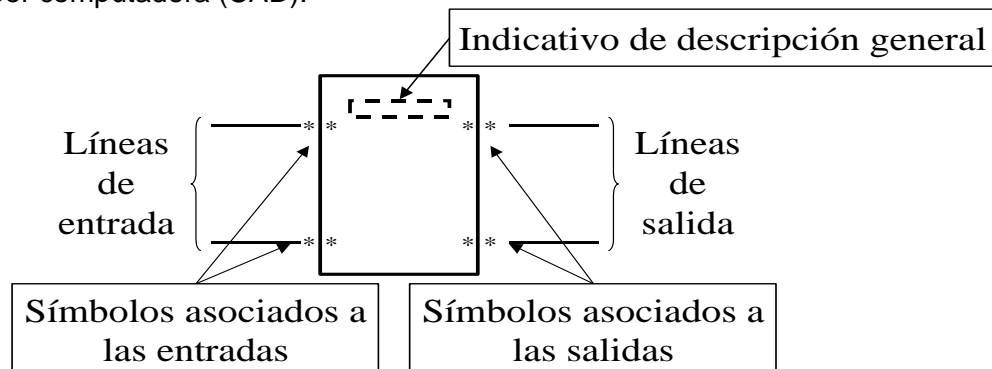 por computadora (CAD).
Indicativo de descripción general
* * * *
Líneas
de
entrada
Líneas
de
salida
* * * *
Símbolos asociados a
las entradas
Símbolos asociados a
las salidas